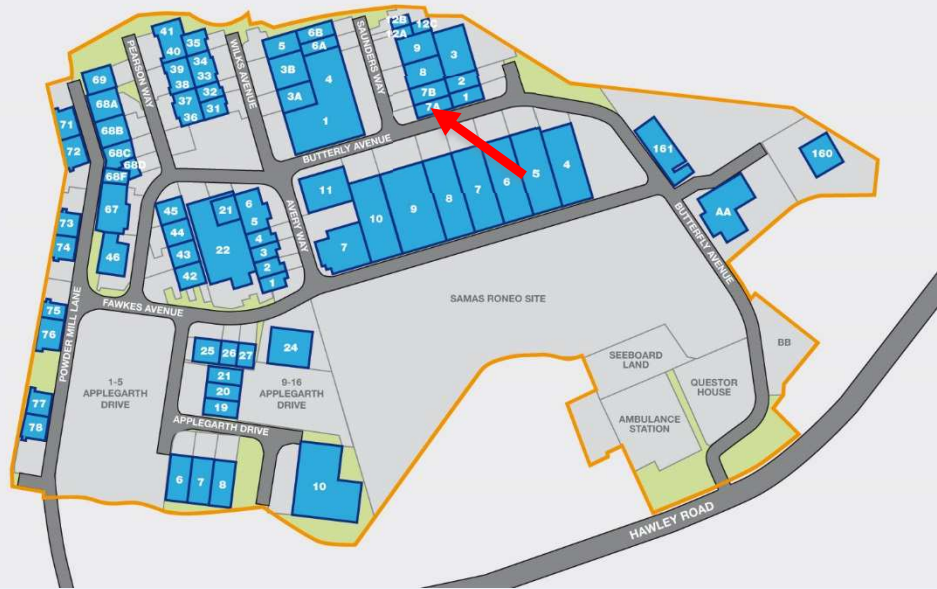 41
35
40
34
39
33
38
32
37
31
36
PEARSON WAY
WILKS AVENUE
5
6B
6A
3B
4
3A
1
SAUNDERS WAY
12B
12C
12A
9
3
8
2
7B
1
7A
69
68A
68B
68C
68D
68F
67
46
71
72
73
74
75
76
77
78
POWDER MILL LANE
BUTTERLY AVENUE
AVERY WAY
11
10
9
8
7
6
5
4
7
161
160
AA
BUTTERFLY AVENUE
45
44
43
42
21
22
6
5
4
3
2
1
FAWKES AVENUE
SAMAS RONEO SITE
25
26
27
24
21
20
19
1-5
APPLEGARTH
DRIVE
9-16
APPLEGARTH
DRIVE
APPLEGARTH DRIVE
6
7
8
10
SEEBOARD
LAND
BB
QUESTOR
HOUSE
AMBULANCE
STATION
HAWLEY ROAD